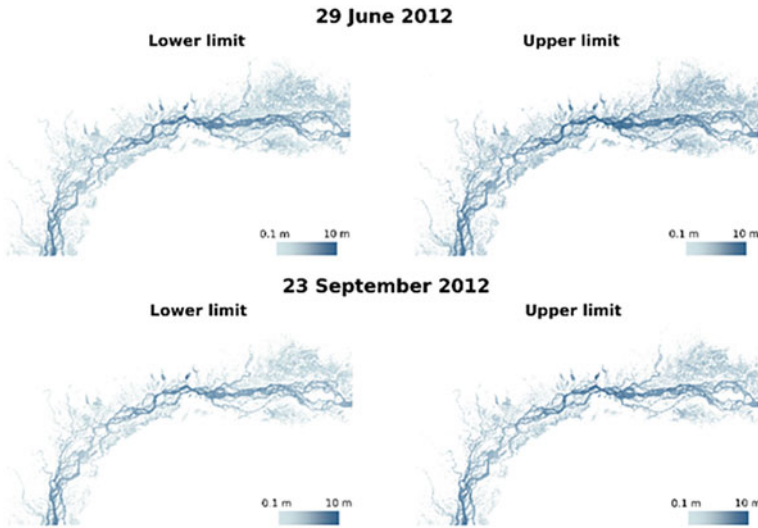 29 June 2012
Lower limit Upper limit
0.1 m 10 m 0.1 m 10 m
23 September 2012
Lower limit Upper limit
0.1 m 10 m 0.1 m 10 m